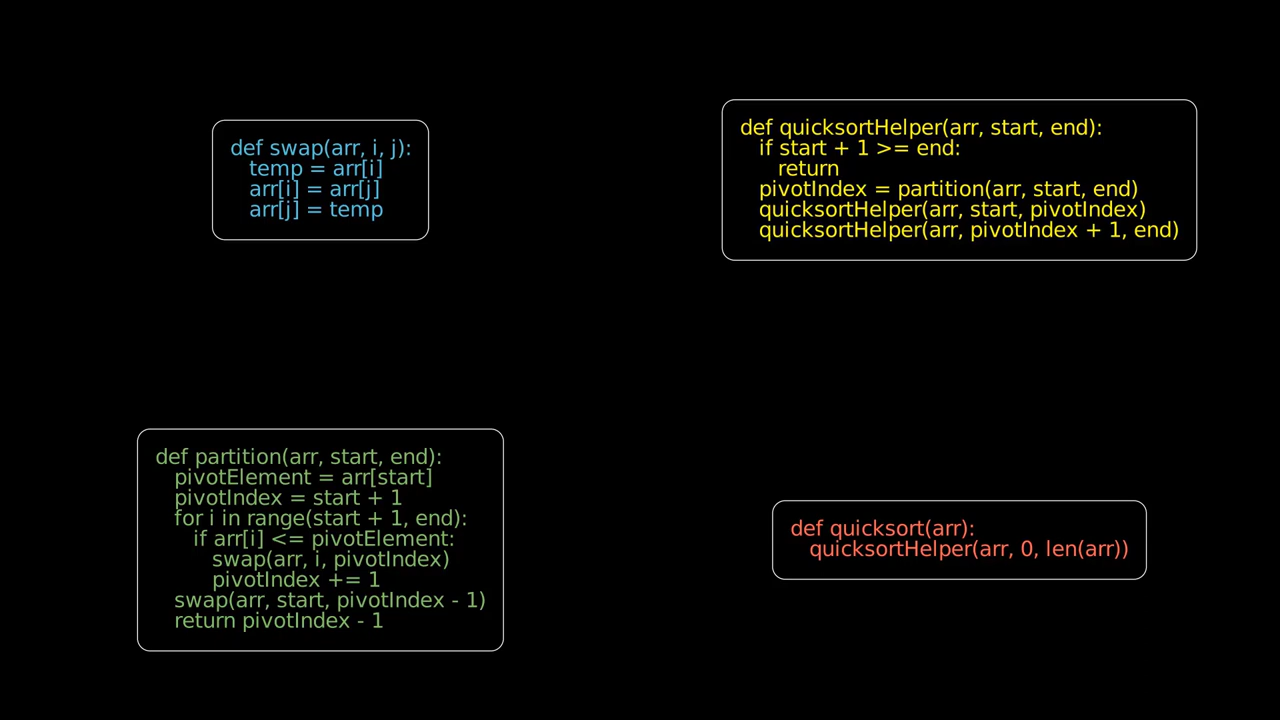 def swap(arr, i, j):
temp = arr[i]
arr[i] = arr[j]
arr[j] = temp
def quicksortHelper(arr, start, end):
if start + 1 >= end:
return
pivotIndex = partition(arr, start, end)
quicksortHelper(arr, start, pivotIndex)
quicksortHelper(arr, pivotIndex + 1, end)
def partition(arr, start, end):
pivotElement = arr[start]
pivotIndex = start + 1
for i in range(start + 1, end):
if arr[i] <= pivotElement:
swap(arr, i, pivotIndex)
pivotIndex += 1
swap(arr, start, pivotIndex - 1)
return pivotIndex - 1
def quicksort(arr):
quicksortHelper(arr, 0, len(arr))